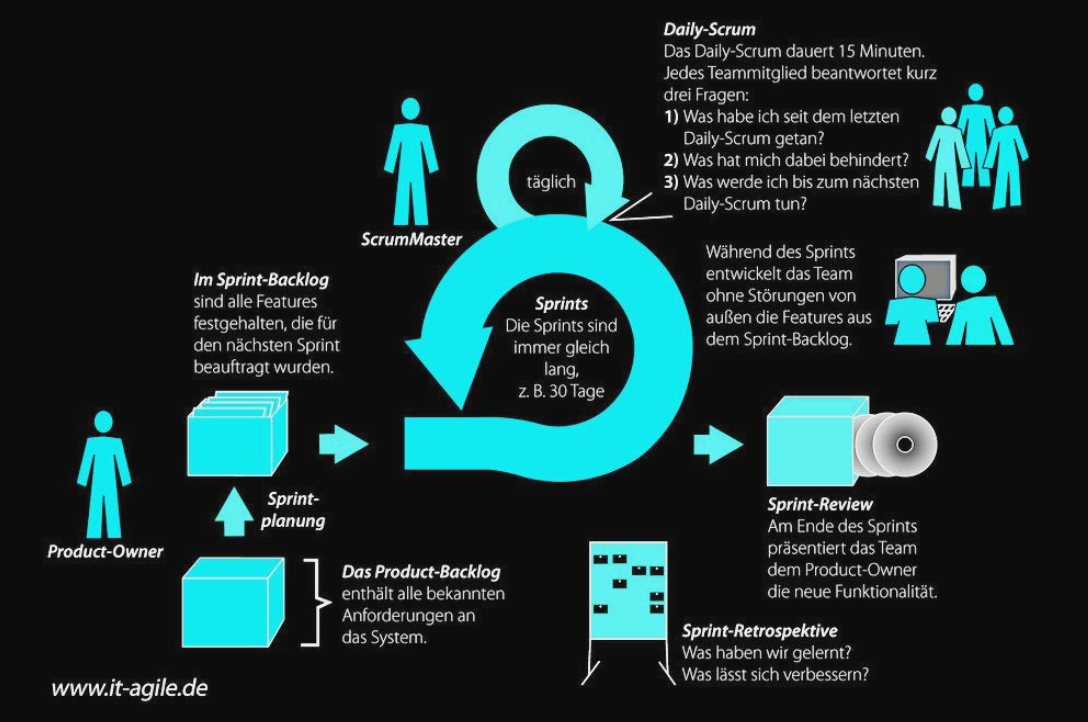 Daily-Scrum
Das Daily-Scrum dauert 15 Minuten.
Jedes Teammitglied beantwortet kurz
drei Fragen:
1) Was habe ich seit dem letzten
Daily-Scrum getan?
2) Was hat mich dabei behindert?
3) Was werde ich bis zum nächsten
Daily-Scrum tun?
täglich
ScrumMaster
Während des Sprints
entwickelt das Team
ohne Störungen von
außen die Features aus
dem Sprint-Backlog.
Im Sprint-Backlog
sind alle Features
festgehalten, die für
den nächsten Sprint
beauftragt wurden.
Sprints
Die Sprints sind
immer gleich
lang,
z. B. 30 Tage
Product-Owner
Sprint-
planung
Das Product-Backlog
enthält alle bekannten
Anforderungen an
das System.
Sprint-Review
Am Ende des Sprints
präsentiert das Team
dem Product-Owner
die neue Funktionalität.
Sprint-Retrospektive
Was haben wir gelernt?
Was lässt sich verbessern?
www.it-agile.de